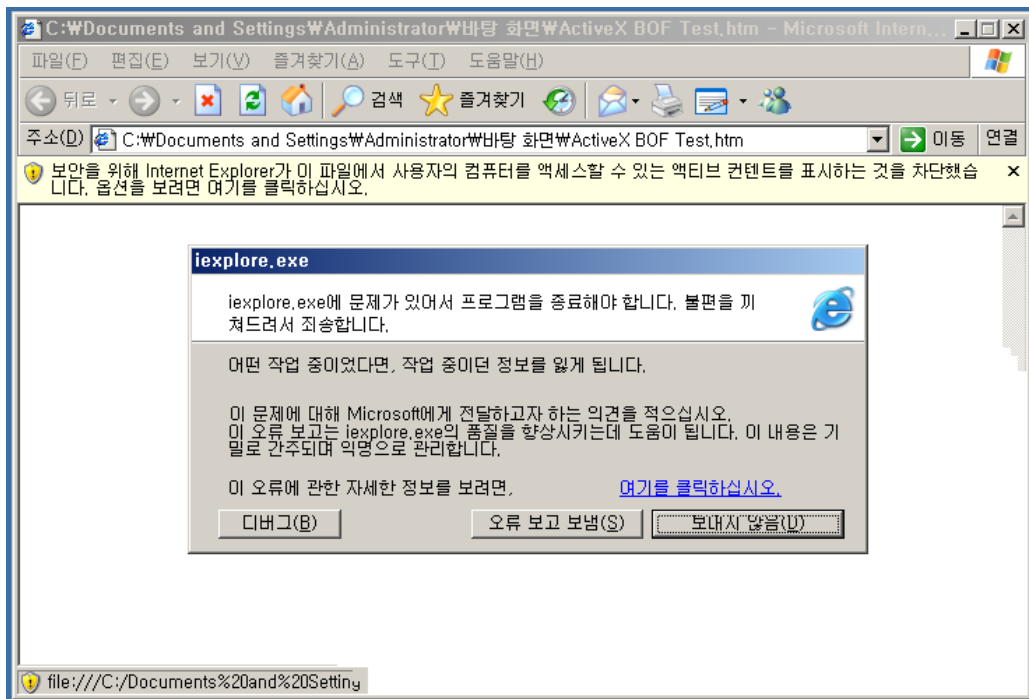 C:₩Documents and Settings₩Administrator₩바탕 화면₩ActiveX BOF Test.htm - Microsoft Intern...
파일(F) 편집(E) 보기(V) 즐겨찾기(A) 도구(T) 도움말(H)
뒤로 검색 즐겨찾기
주소(D) C:₩Documents and Settings₩Administrator₩바탕 화면₩ActiveX BOF Test.htm 이동 연결
보안을 위해 Internet Explorer가 이 파일에서 사용자의 컴퓨터를 액세스할 수 있는 액티브 컨텐트를 표시하는 것을 차단했습
니다. 옵션을 보려면 여기를 클릭하십시오.
iexplore.exe
iexplore.exe에 문제가 있어서 프로그램을 종료해야 합니다. 불편을 끼
쳐드려서 죄송합니다.
어떤 작업 중이었다면, 작업 중이던 정보를 잃게 됩니다.
이 문제에 대해 Microsoft에게 전달하고자 하는 의견을 적으십시오.
이 오류 보고는 iexplore.exe의 품질을 향상시키는데 도움이 됩니다. 이 내용은 기
밀로 간주되며 익명으로 관리합니다.
이 오류에 관한 자세한 정보를 보려면, 여기를 클릭하십시오.
디버그(B) 오류 보고 보냄(S) 보내지 않음(D)
file:///C:/Documents%20and%20Setting